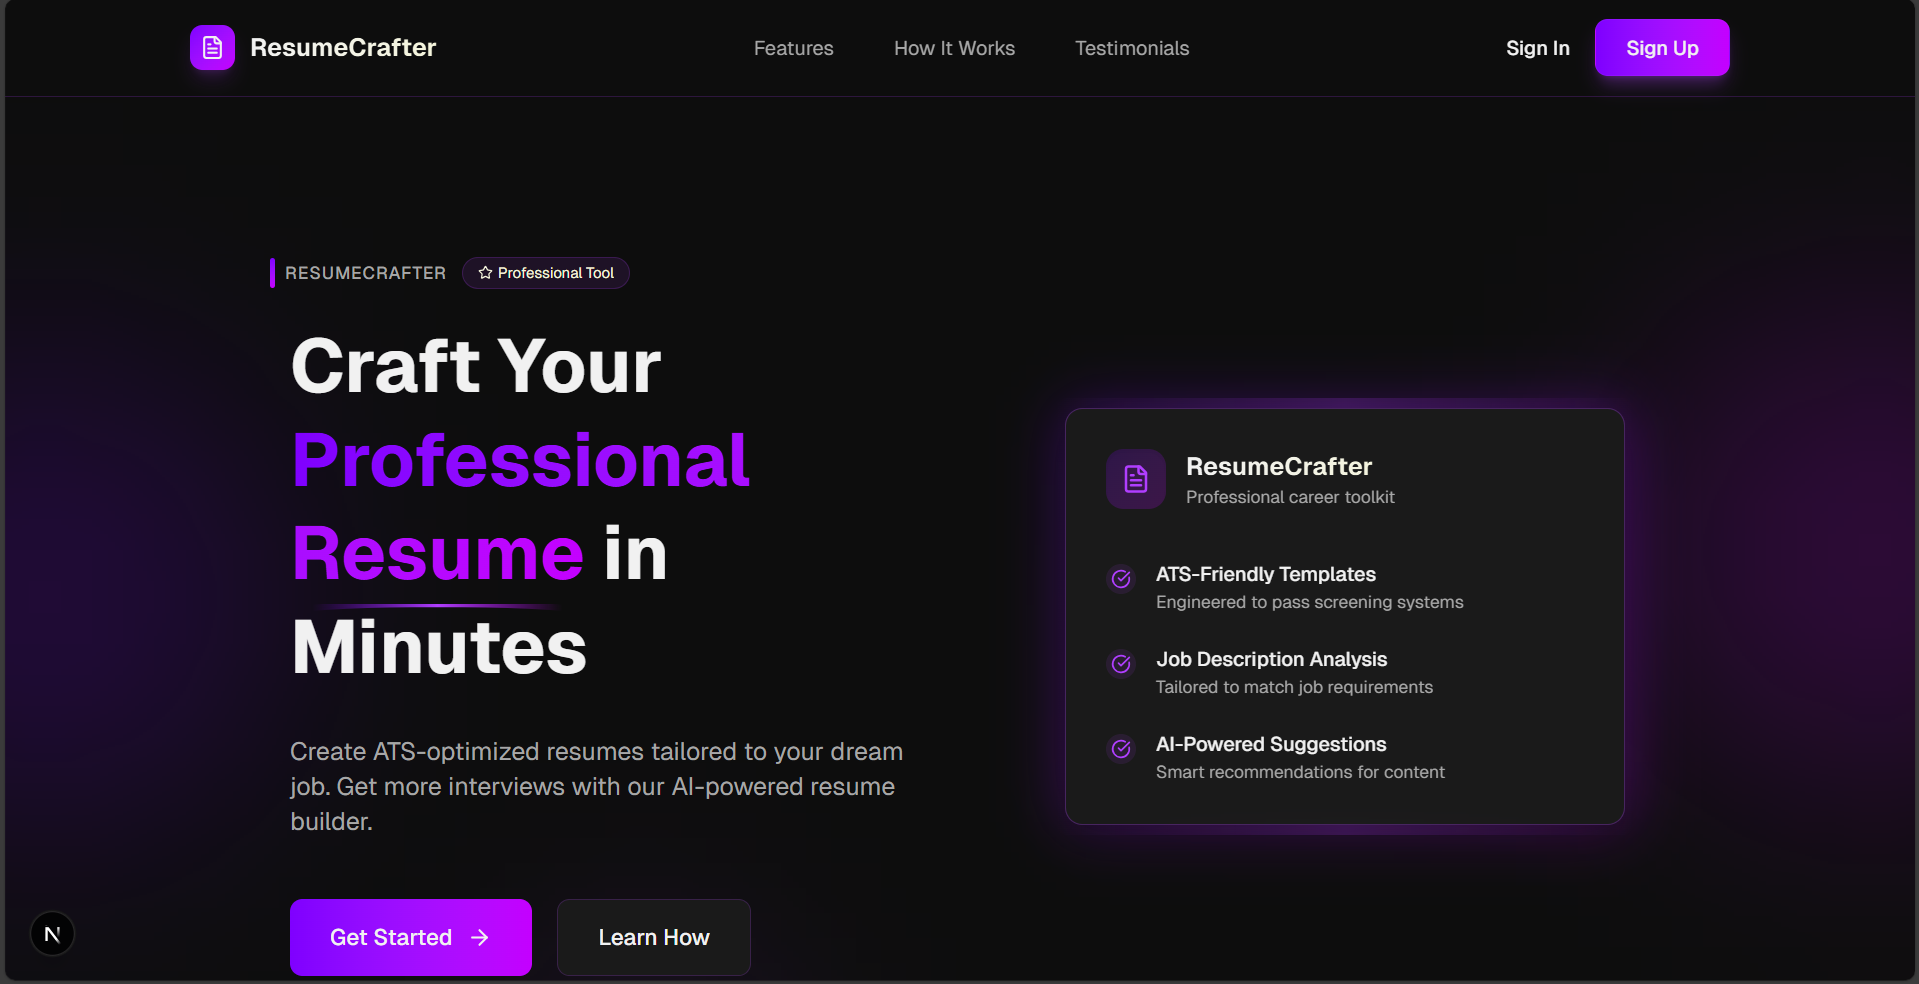 ResumeCrafter
Features
How It Works
Testimonials
Sign In
Sign Up
RESUMECRAFTER
Professional Tool
Craft Your
Professional
Resume in
Minutes
Create ATS-optimized resumes tailored to your dream
job. Get more interviews with our AI-powered resume
builder.
Get Started
Learn How
ResumeCrafter
Professional career toolkit
ATS-Friendly Templates
Engineered to pass screening systems
Job Description Analysis
Tailored to match job requirements
AI-Powered Suggestions
Smart recommendations for content
N